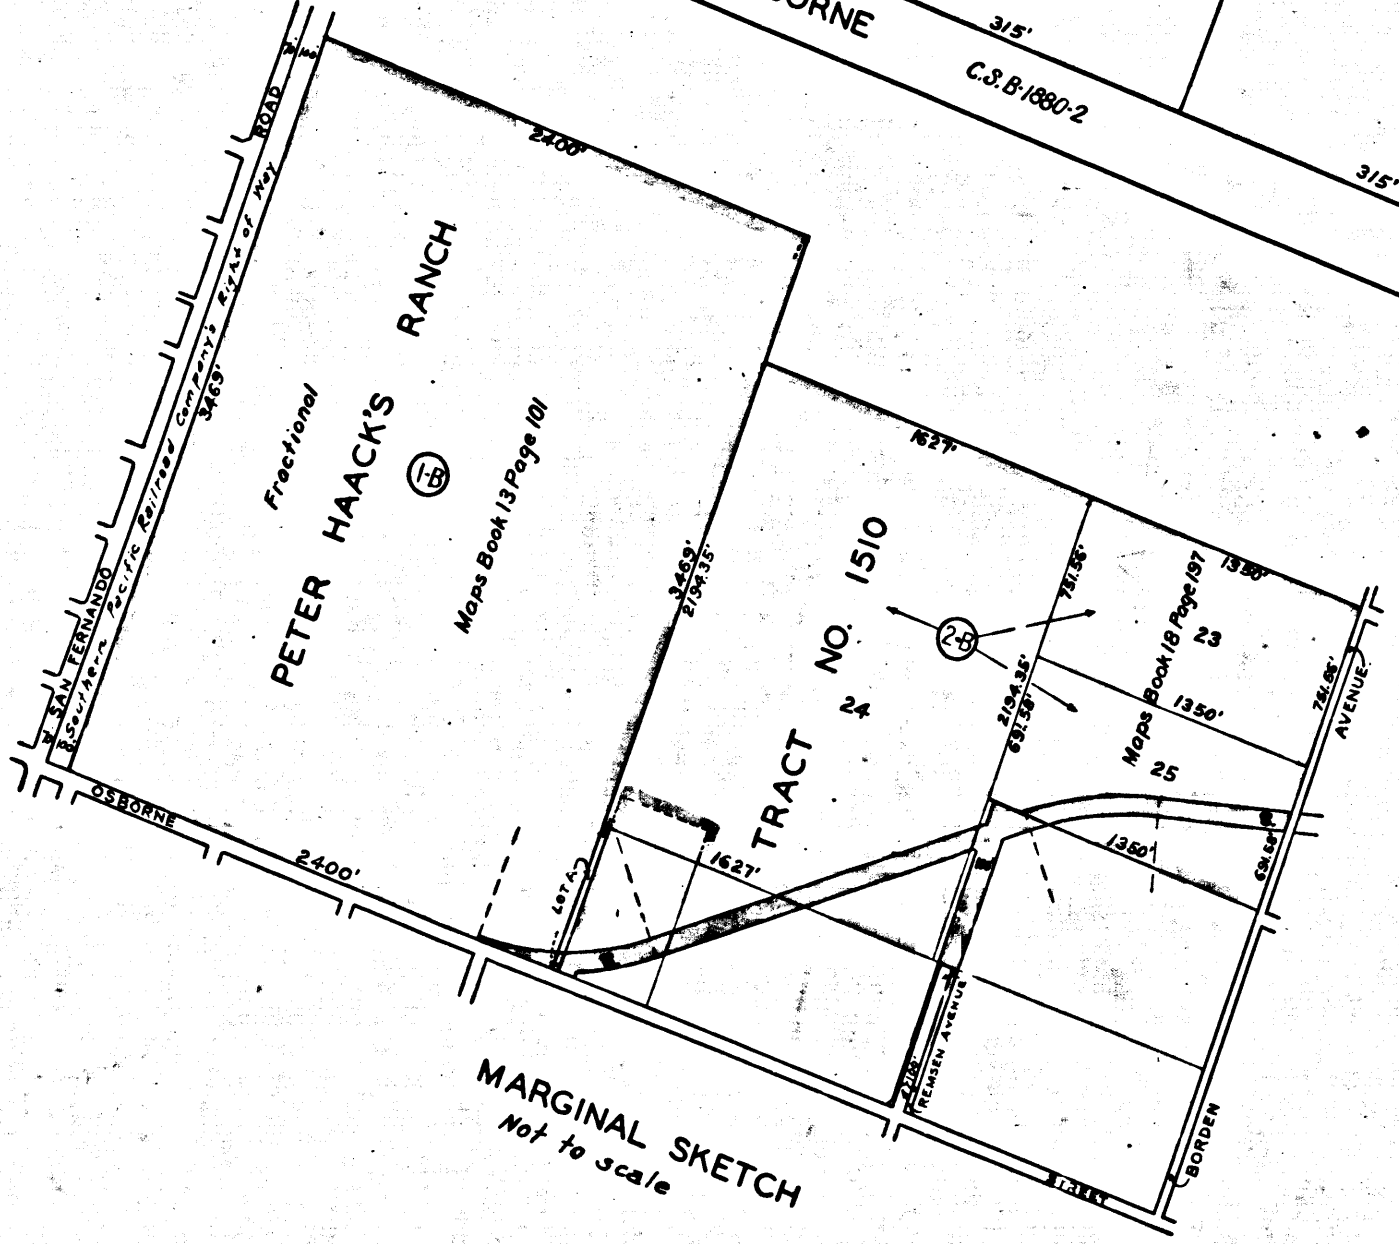 315'
C.S.B-1880-2
315'
100
ROAD
2400'
Southern Pacific Railroad Company's Right of Way
3469'
Fractional
PETER HAACK'S RANCH
1-B
Maps Book 13 Page 101
3469'
2194.35'
1627'
TRACT NO. 1510
24
2-B
751.56'
1350'
Maps Book 18 Page 197
23
1350'
2194.35'
691.58'
25
751.56'
AVENUE
SAN FERNANDO
OSBORNE
2400'
LOT A
1627'
1350'
691.58'
REMSEN AVENUE
BORDEN
STREET
MARGINAL SKETCH
Not to scale